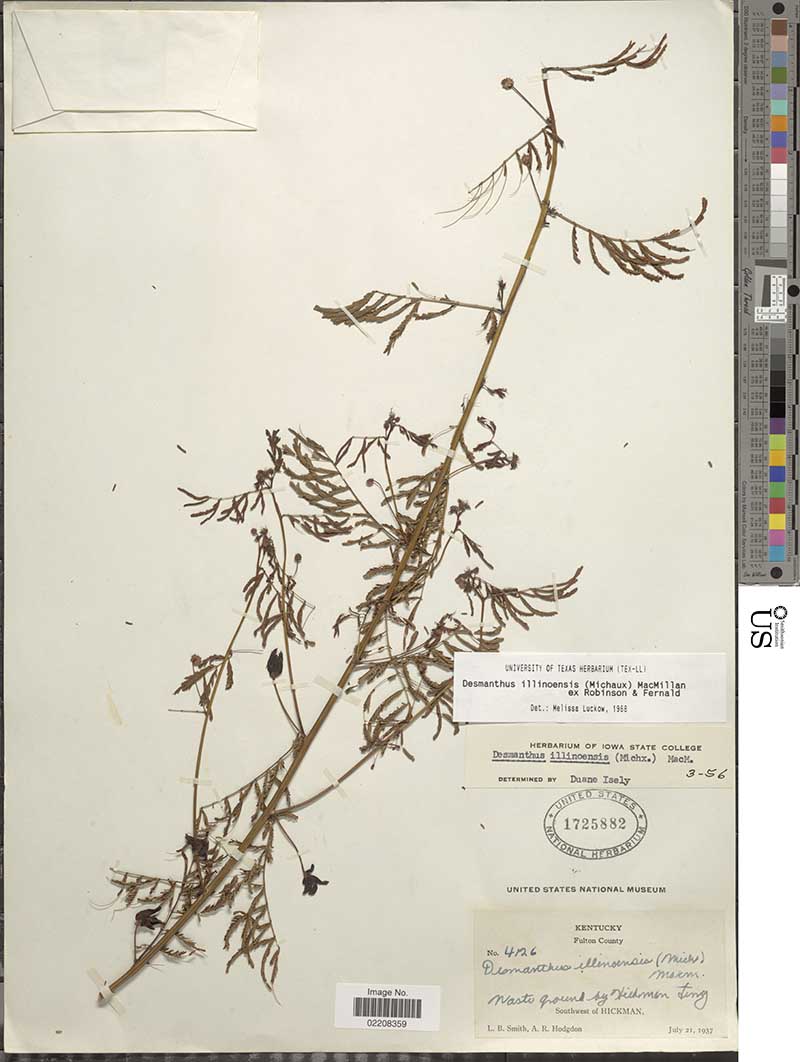 UNIVERSITY OF TEXAS HERBARIUM (TEX-LL)
Desmanthus illinoensis (Michaux) MacMillan
ex Robinson & Fernald
Det.: Melissa Luckow, 1988
HERBARIUM OF IOWA STATE COLLEGE
Desmanthus illinoensis (Michx.) MacM.
3-56
DETERMINED BY Duane Isely
UNITED STATES
1725882
NATIONAL HERBARIUM
UNITED STATES NATIONAL MUSEUM
KENTUCKY
Fulton County
No. 4126
Desmanthus illinoensis (Michx)
Macm.
Waste ground by Hickman Ferry
Southwest of HICKMAN.
L. B. Smith, A. R. Hodgdon
July 21, 1937
Image No.
02208359
Golden Thread
Smithsonian
Institution
US